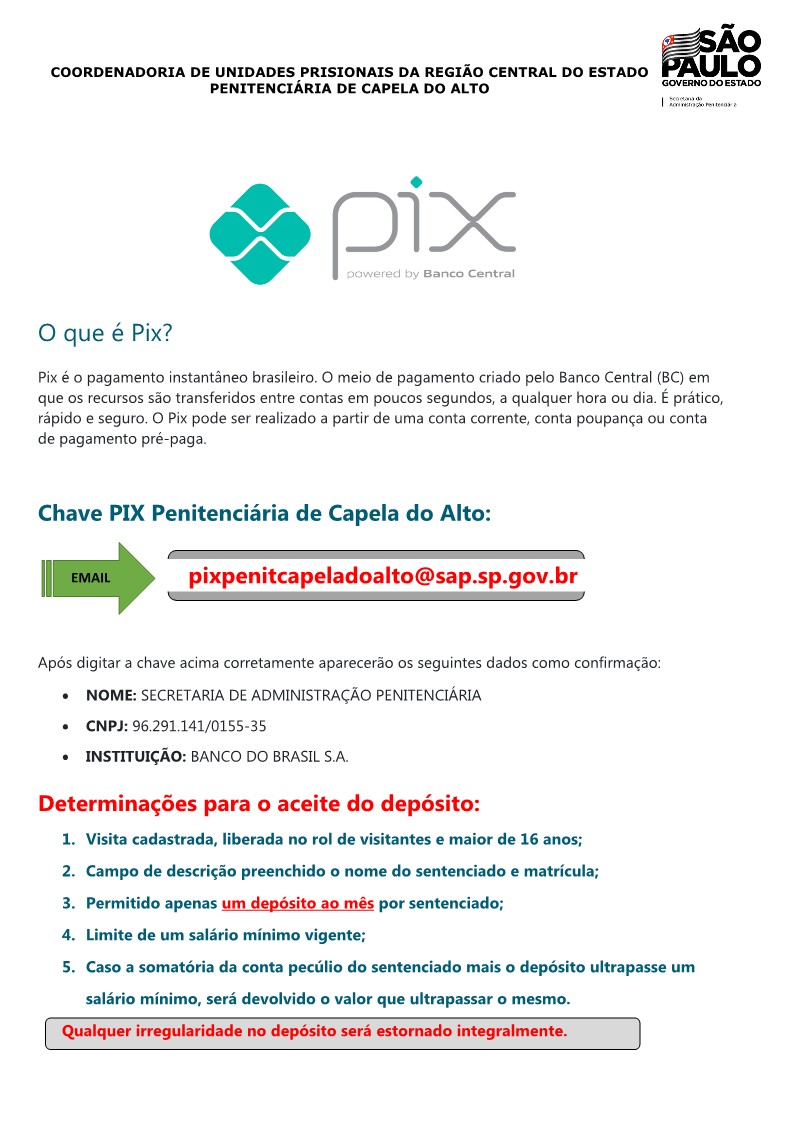 SÃO
PAULO
GOVERNO DO ESTADO
Secretaria da
Administração Penitenciária
COORDENADORIA DE UNIDADES PRISIONAIS DA REGIÃO CENTRAL DO ESTADO
PENITENCIÁRIA DE CAPELA DO ALTO
pix
powered by Banco Central
O que é Pix?
Pix é o pagamento instantâneo brasileiro. O meio de pagamento criado pelo Banco Central (BC) em
que os recursos são transferidos entre contas em poucos segundos, a qualquer hora ou dia. É prático,
rápido e seguro. O Pix pode ser realizado a partir de uma conta corrente, conta poupança ou conta
de pagamento pré-paga.
Chave PIX Penitenciária de Capela do Alto:
EMAIL
pixpenitcapeladoalto@sap.sp.gov.br
Após digitar a chave acima corretamente aparecerão os seguintes dados como confirmação:
• NOME: SECRETARIA DE ADMINISTRAÇÃO PENITENCIÁRIA
• CNPJ: 96.291.141/0155-35
• INSTITUIÇÃO: BANCO DO BRASIL S.A.
Determinações para o aceite do depósito:
1. Visita cadastrada, liberada no rol de visitantes e maior de 16 anos;
2. Campo de descrição preenchido o nome do sentenciado e matrícula;
3. Permitido apenas um depósito ao mês por sentenciado;
4. Limite de um salário mínimo vigente;
5. Caso a somatória da conta pecúlio do sentenciado mais o depósito ultrapasse um
salário mínimo, será devolvido o valor que ultrapassar o mesmo.
Qualquer irregularidade no depósito será estornado integralmente.